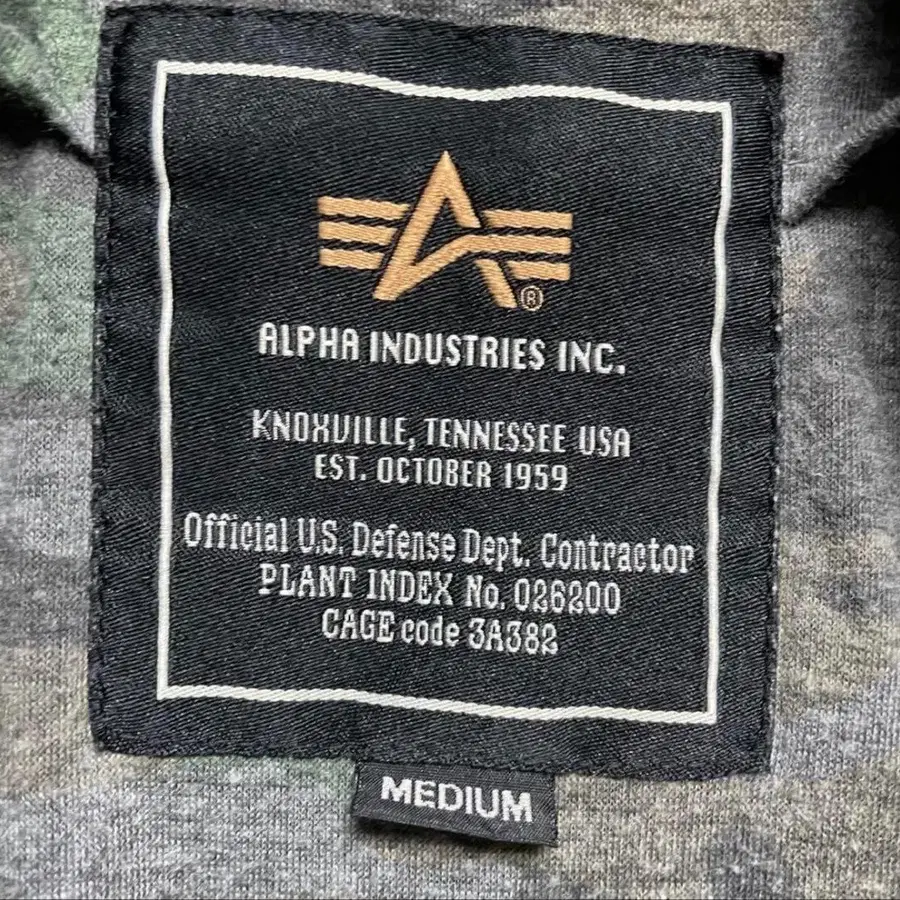 ®
ALPHA INDUSTRIES INC.
KNOXVILLE, TENNESSEE USA
EST. OCTOBER 1959
Official U.S. Defense Dept. Contractor
PLANT INDEX No. 026200
CAGE code 3A382
MEDIUM